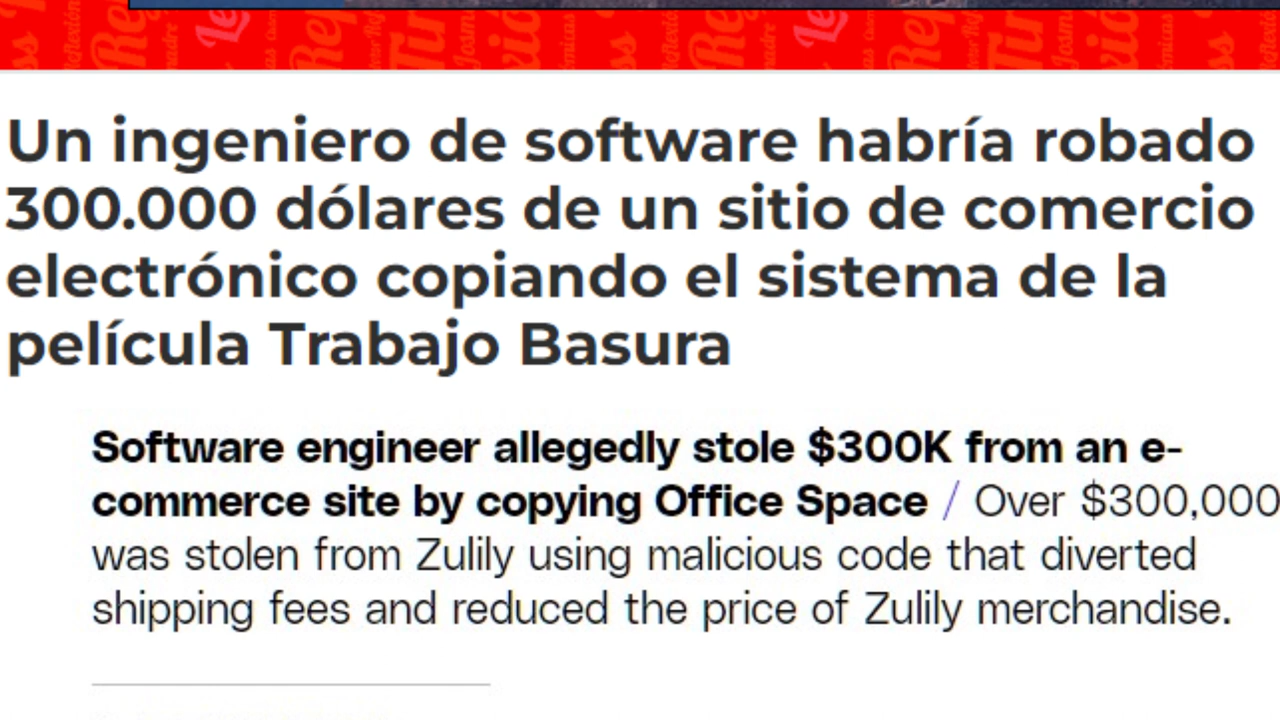 Un ingeniero de software habría robado
300.000 dólares de un sitio de comercio
electrónico copiando el sistema de la
película Trabajo Basura
Software engineer allegedly stole $300K from an e-
commerce site by copying Office Space / Over $300,000
was stolen from Zulily using malicious code that diverted
shipping fees and reduced the price of Zulily merchandise.